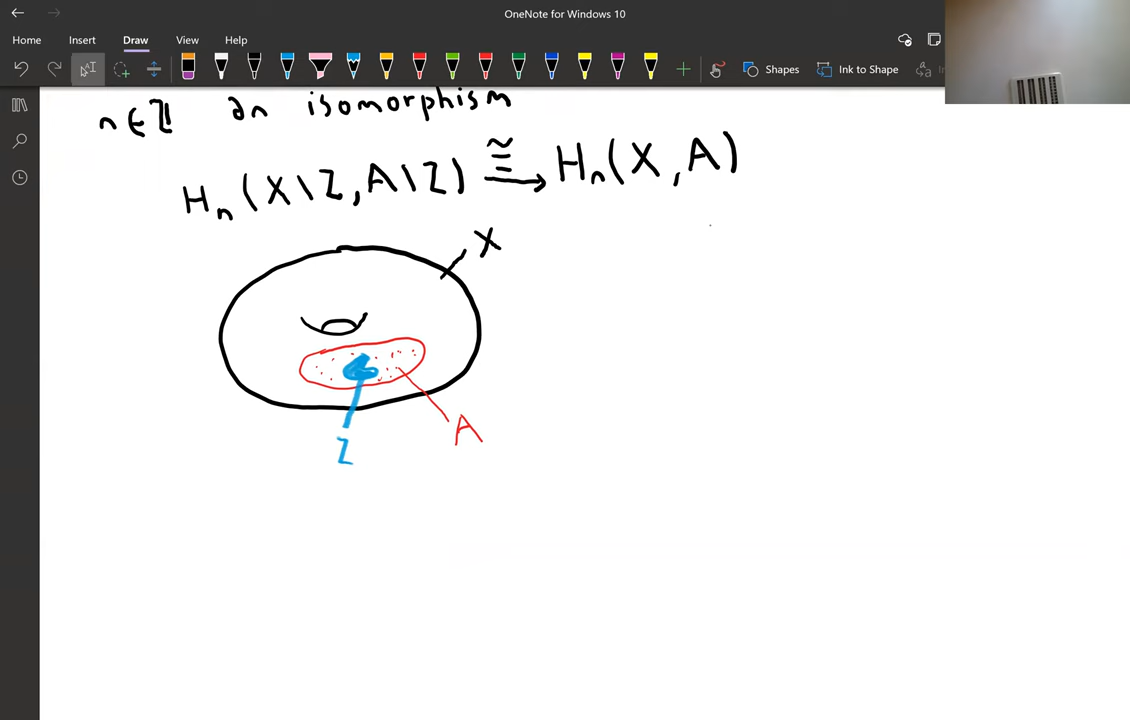 OneNote for Windows 10
Home Insert Draw View Help
Shapes Ink to Shape
n∈ℤ an isomorphism
Hₙ(X\Z, A\Z) ≅→ Hₙ(X, A)
X
A
Z